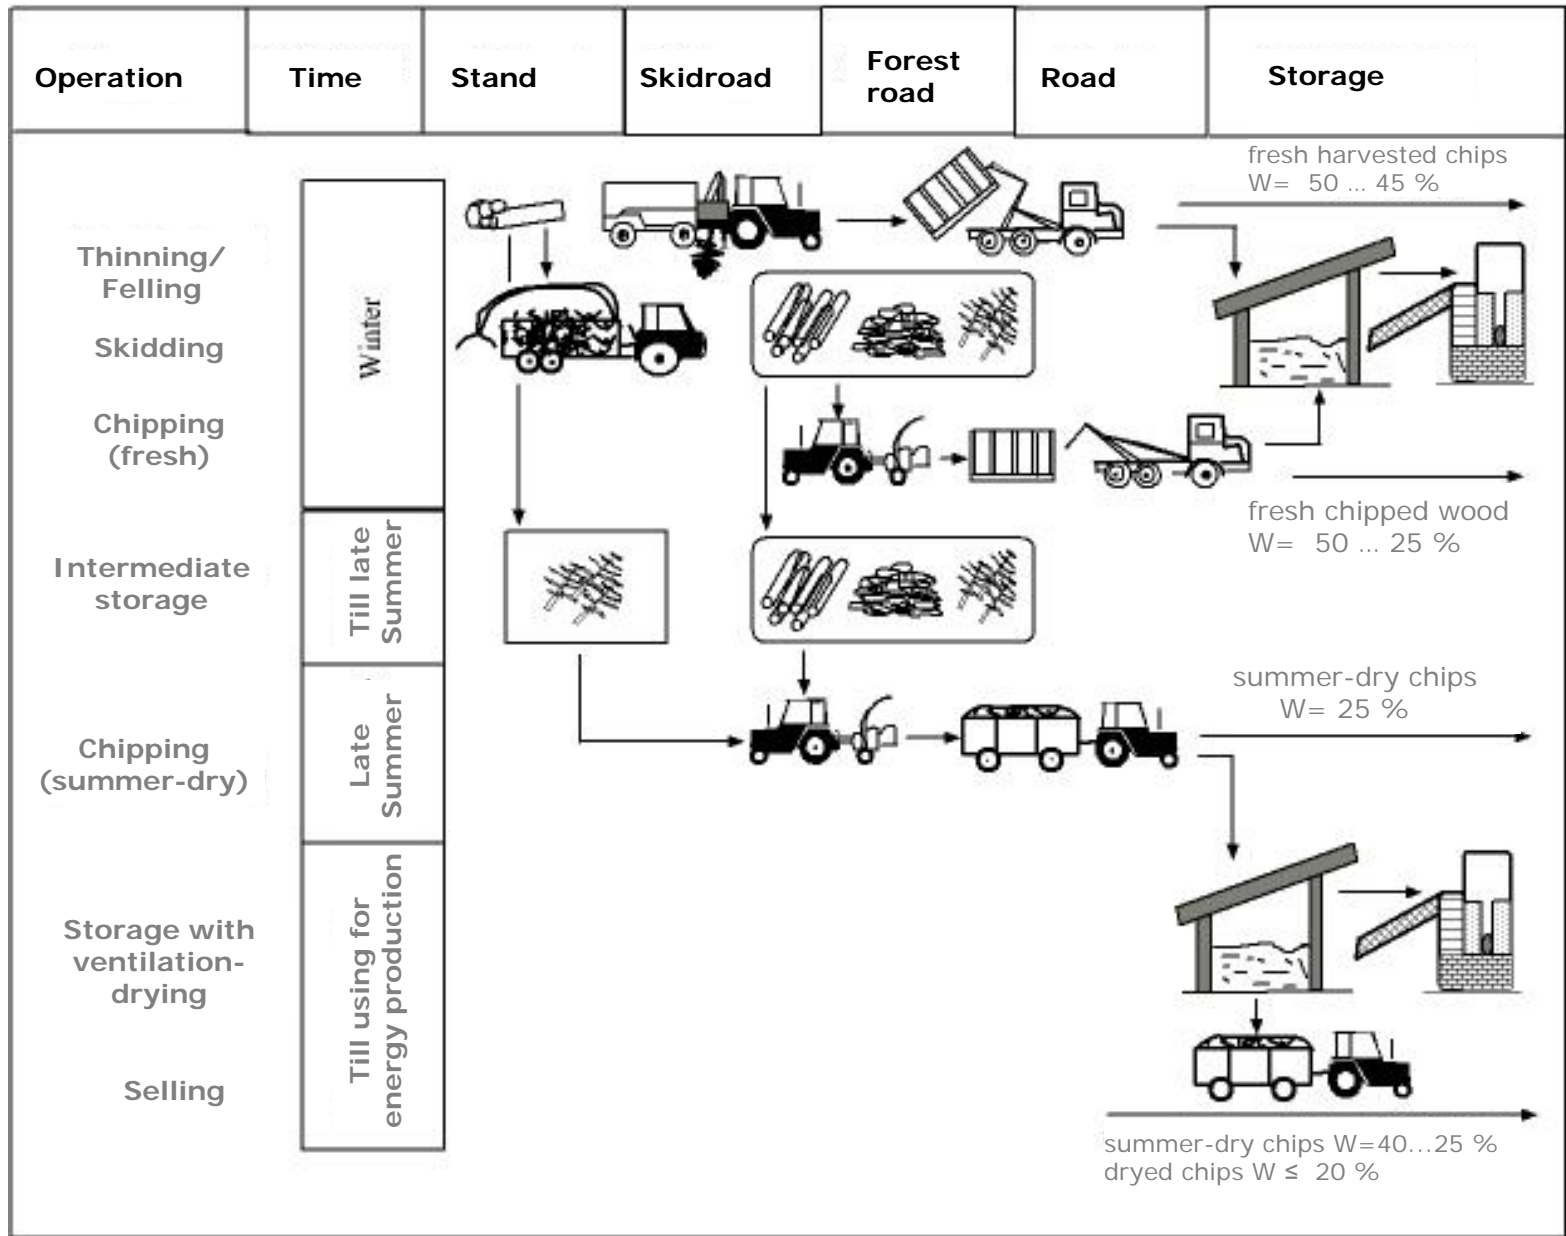 Operation
Time
Stand
Skidroad
Forest
road
Road
Storage
fresh harvested chips
W= 50 ... 45 %
Thinning/
Felling
Skidding
Chipping
(fresh)
Winter
fresh chipped wood
W= 50 ... 25 %
Intermediate
storage
Till late
Summer
summer-dry chips
W= 25 %
Chipping
(summer-dry)
Late
Summer
Storage with
ventilation-
drying
Selling
Till using for
energy production
summer-dry chips W=40...25 %
dryed chips W ≤ 20 %